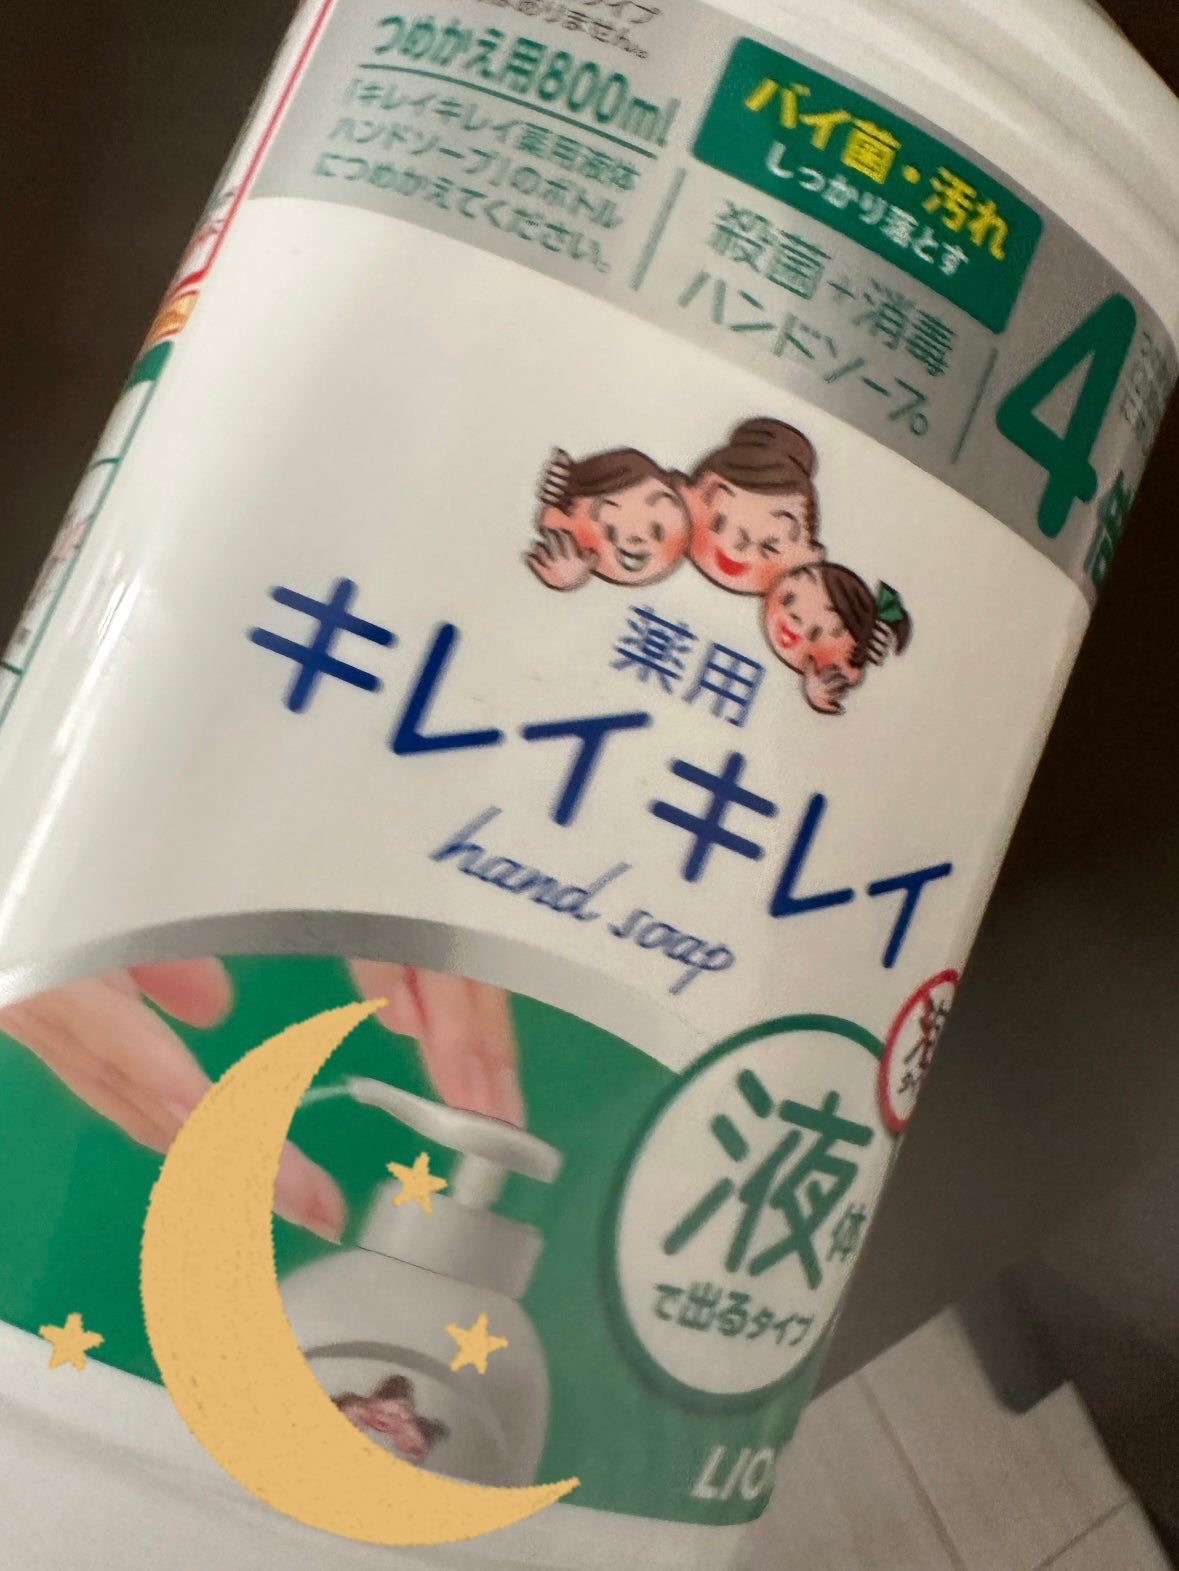 つめかえ用800ml
「キレイキレイ薬用液体
ハンドソープ」のボトル
につめかえてください。
バイ菌・汚れ
しっかり落とす
殺菌+消毒
ハンドソープ。
4倍
薬用
キレイキレイ
hand soap
液体
で出るタイプ